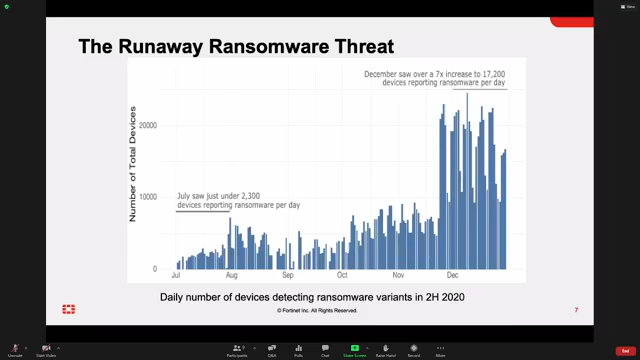 View
The Runaway Ransomware Threat
December saw over a 7x increase to 17,200
devices reporting ransomware per day
July saw just under 2,300
devices reporting ransomware per day
Number of Total Devices
20000
10000
0
Jul
Aug
Sep
Oct
Nov
Dec
Daily number of devices detecting ransomware variants in 2H 2020
© Fortinet Inc. All Rights Reserved.
7
Unmute
Start Video
Participants
Q&A
Polls
Chat
Share Screen
Raise Hand
Record
More
End